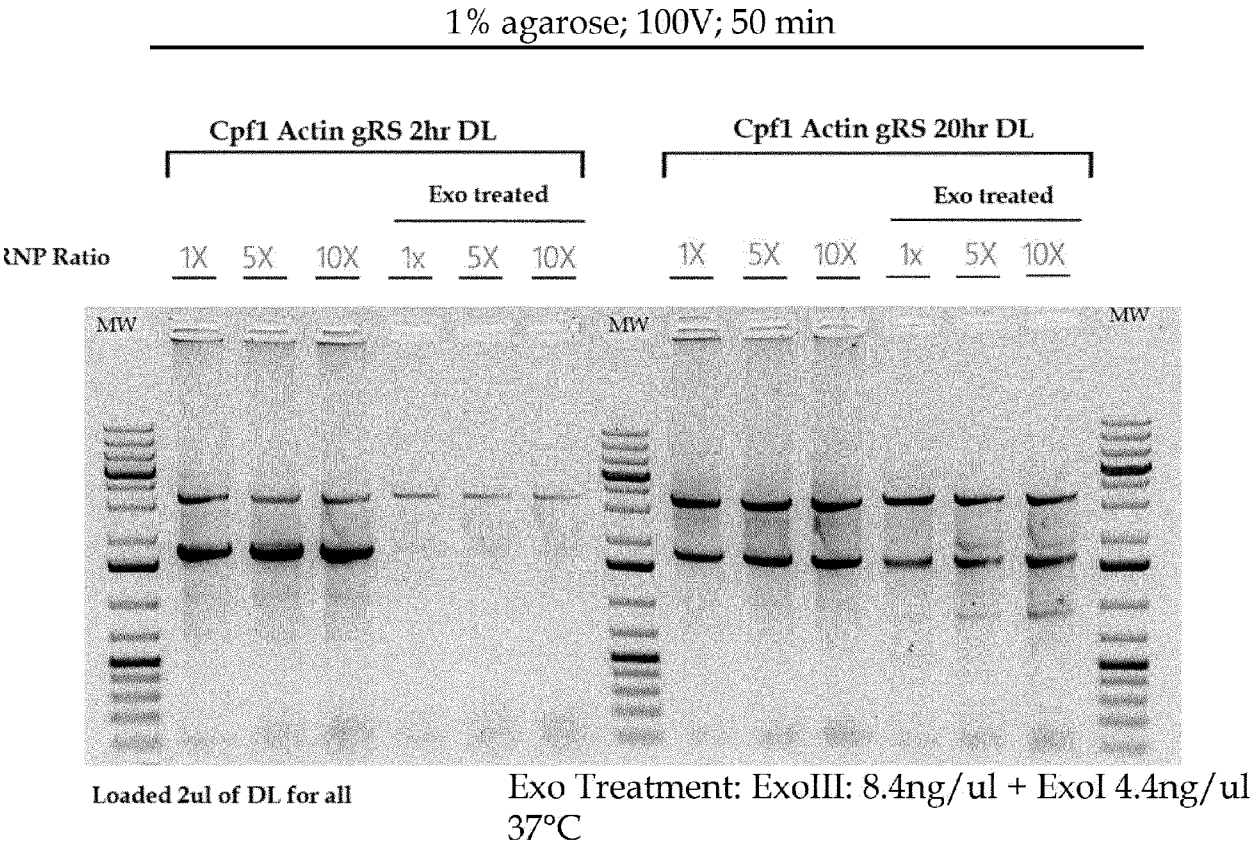 1% agarose; 100V; 50 min
Cpf1 Actin gRS 2hr DL
Cpf1 Actin gRS 20hr DL
Exo treated
Exo treated
RNP Ratio
1X 5X 10X 1x 5X 10X
1X 5X 10X 1x 5X 10X
MW MW MW
Loaded 2ul of DL for all
Exo Treatment: ExoIII: 8.4ng/ul + ExoI 4.4ng/ul
37°C